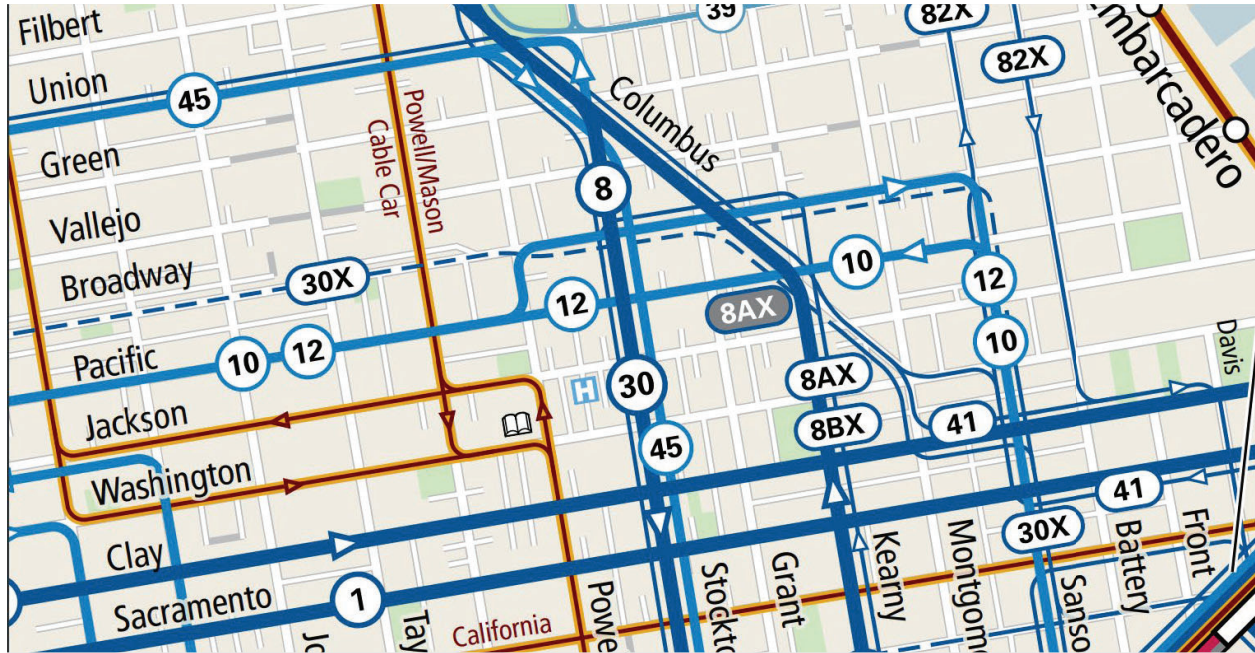 Filbert
39
82X
Embarcadero
Union
45
82X
Powell/Mason
Cable Car
Columbus
Green
8
Vallejo
Broadway
30X
10
12
12
8AX
Pacific
10
12
10
Davis
30
8AX
Jackson
H
8BX
41
45
Washington
41
30X
Clay
Sacramento
1
Kearny
Montgom
Battery
Front
Grant
Stockt
Powe
Sanso
California
Tay
Jo